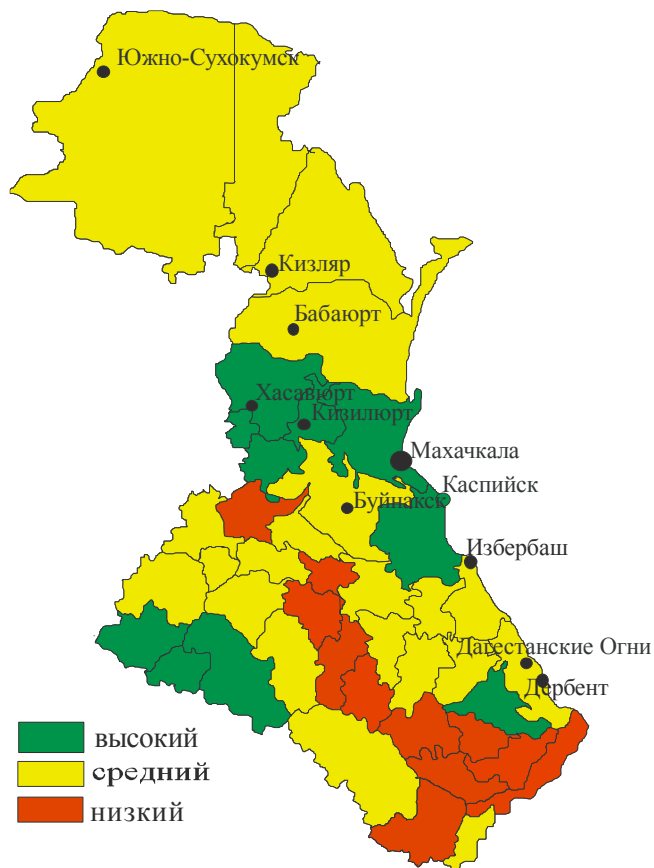 Южно-Сухокумск
Кизляр
Бабаюрт
Хасавюрт
Кизилюрт
Махачкала
Каспийск
Буйнакск
Избербаш
Дагестанские Огни
Дербент
высокий
средний
низкий